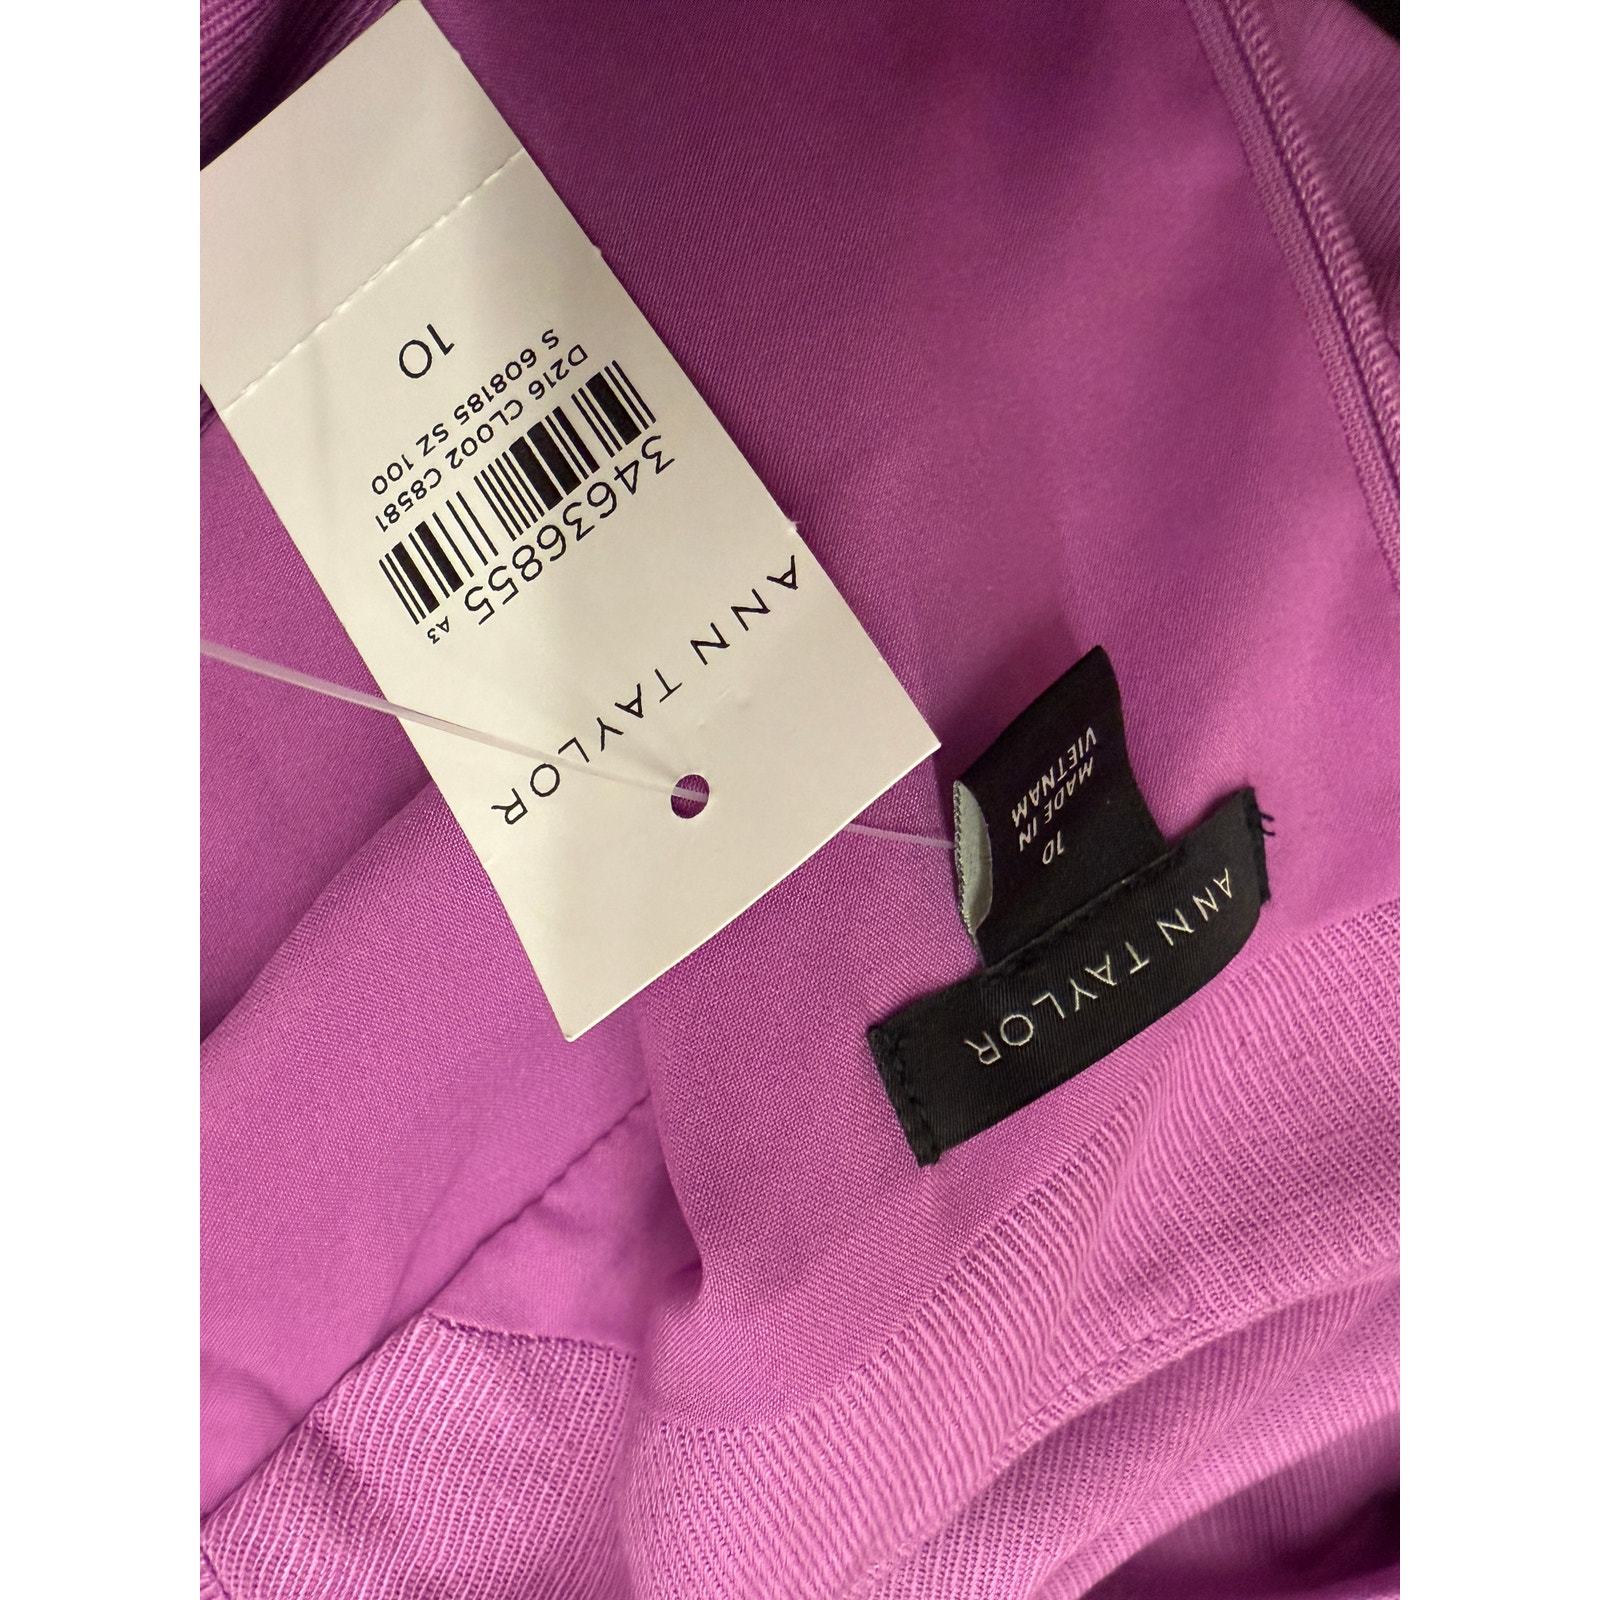 ANN TAYLOR
34636855 A3
D216 CL002 C8581
S 608185 SZ 100
10
ANN TAYLOR
10
MADE IN
VIETNAM